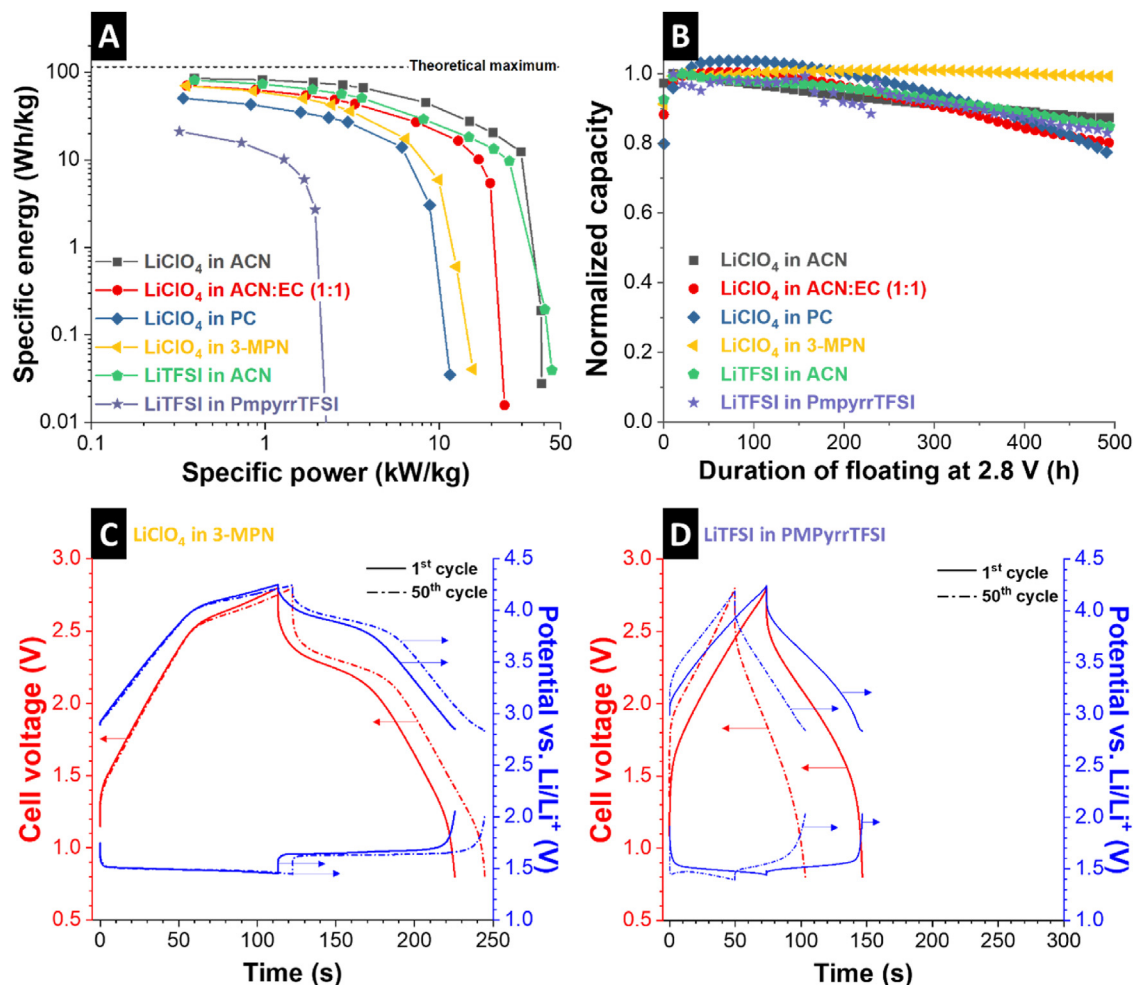 A
Theoretical maximum
Specific energy (Wh/kg)
100
10
1
0.1
0.01
LiClO₄ in ACN
LiClO₄ in ACN:EC (1:1)
LiClO₄ in PC
LiClO₄ in 3-MPN
LiTFSI in ACN
LiTFSI in PmpyrrTFSI
0.1
1
10
50
Specific power (kW/kg)
B
Normalized capacity
1.0
0.8
0.6
0.4
0.2
0.0
LiClO₄ in ACN
LiClO₄ in ACN:EC (1:1)
LiClO₄ in PC
LiClO₄ in 3-MPN
LiTFSI in ACN
LiTFSI in PmpyrrTFSI
0
100
200
300
400
500
Duration of floating at 2.8 V (h)
C
LiClO₄ in 3-MPN
1ˢᵗ cycle
50ᵗʰ cycle
Cell voltage (V)
3.0
2.5
2.0
1.5
1.0
0.5
4.5
4.0
3.5
3.0
2.5
2.0
1.5
1.0
Potential vs. Li/Li⁺ (V)
0
50
100
150
200
250
Time (s)
D
LiTFSI in PMPyrrTFSI
1ˢᵗ cycle
50ᵗʰ cycle
Cell voltage (V)
3.0
2.5
2.0
1.5
1.0
0.5
4.5
4.0
3.5
3.0
2.5
2.0
1.5
1.0
Potential vs. Li/Li⁺ (V)
0
50
100
150
200
250
300
Time (s)